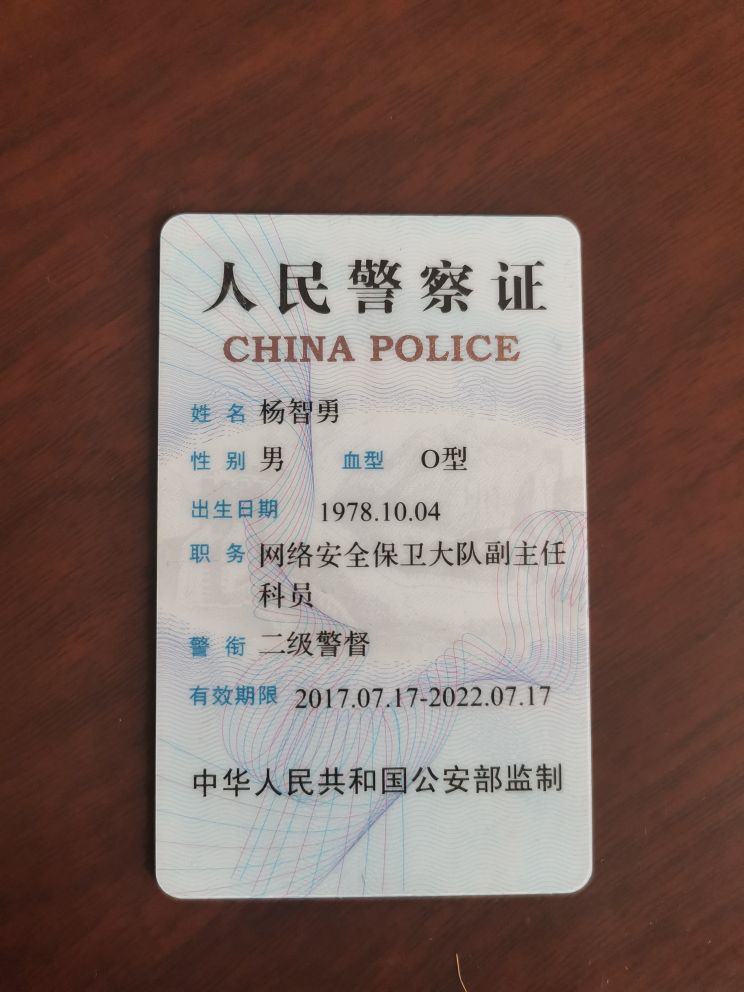 人民警察证
CHINA POLICE
姓 名 杨智勇
性 别 男 血型 O型
出生日期 1978.10.04
职 务 网络安全保卫大队副主任
科员
警 衔 二级警督
有效期限 2017.07.17-2022.07.17
中华人民共和国公安部监制